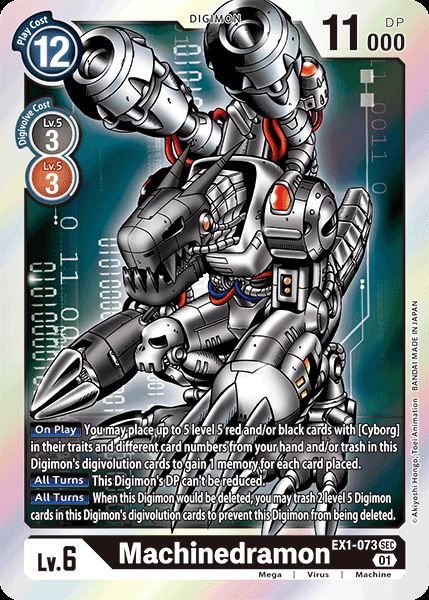 DIGIMON
Play Cost
12
DP
11000
Digivolve Cost
Lv.5
3
Lv.5
3
On Play You may place up to 5 level 5 red and/or black cards with [Cyborg]
in their traits and different card numbers from your hand and/or trash in this
Digimon's digivolution cards to gain 1 memory for each card placed.
All Turns This Digimon's DP can't be reduced.
All Turns When this Digimon would be deleted, you may trash 2 level 5 Digimon
cards in this Digimon's digivolution cards to prevent this Digimon from being deleted.
©Akiyoshi Hongo, Toei Animation BANDAI MADE IN JAPAN
Lv.6
Machinedramon
EX1-073 SEC
01
Mega | Virus | Machine